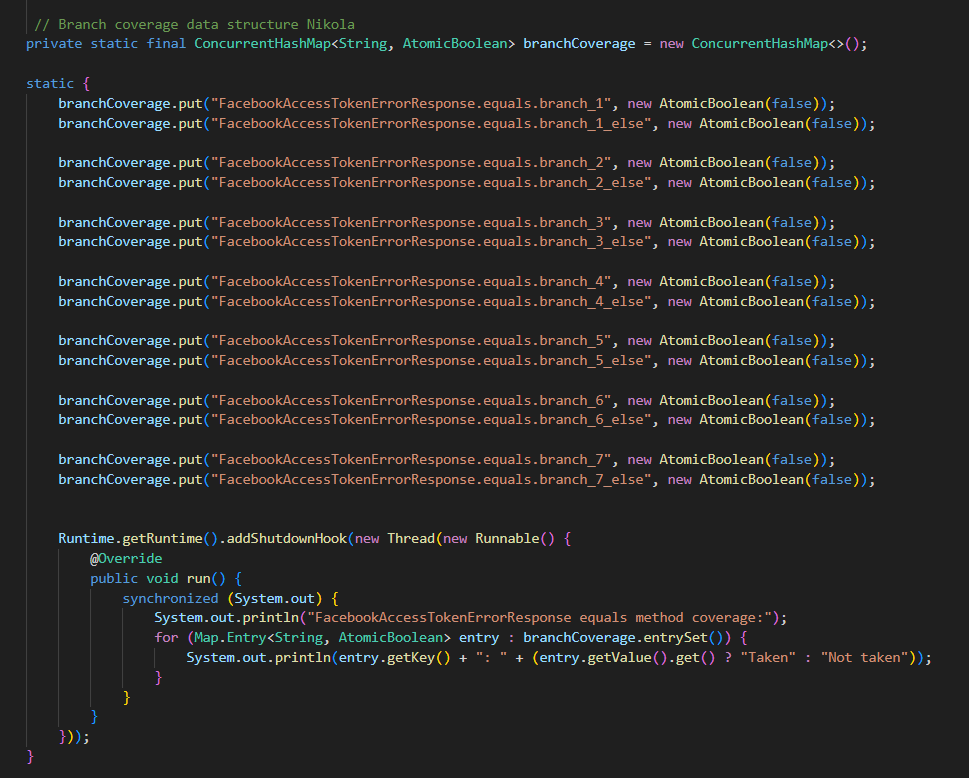 // Branch coverage data structure Nikola
private static final ConcurrentHashMap<String, AtomicBoolean> branchCoverage = new ConcurrentHashMap<>();
static {
branchCoverage.put("FacebookAccessTokenErrorResponse.equals.branch_1", new AtomicBoolean(false));
branchCoverage.put("FacebookAccessTokenErrorResponse.equals.branch_1_else", new AtomicBoolean(false));
branchCoverage.put("FacebookAccessTokenErrorResponse.equals.branch_2", new AtomicBoolean(false));
branchCoverage.put("FacebookAccessTokenErrorResponse.equals.branch_2_else", new AtomicBoolean(false));
branchCoverage.put("FacebookAccessTokenErrorResponse.equals.branch_3", new AtomicBoolean(false));
branchCoverage.put("FacebookAccessTokenErrorResponse.equals.branch_3_else", new AtomicBoolean(false));
branchCoverage.put("FacebookAccessTokenErrorResponse.equals.branch_4", new AtomicBoolean(false));
branchCoverage.put("FacebookAccessTokenErrorResponse.equals.branch_4_else", new AtomicBoolean(false));
branchCoverage.put("FacebookAccessTokenErrorResponse.equals.branch_5", new AtomicBoolean(false));
branchCoverage.put("FacebookAccessTokenErrorResponse.equals.branch_5_else", new AtomicBoolean(false));
branchCoverage.put("FacebookAccessTokenErrorResponse.equals.branch_6", new AtomicBoolean(false));
branchCoverage.put("FacebookAccessTokenErrorResponse.equals.branch_6_else", new AtomicBoolean(false));
branchCoverage.put("FacebookAccessTokenErrorResponse.equals.branch_7", new AtomicBoolean(false));
branchCoverage.put("FacebookAccessTokenErrorResponse.equals.branch_7_else", new AtomicBoolean(false));
Runtime.getRuntime().addShutdownHook(new Thread(new Runnable() {
@Override
public void run() {
synchronized (System.out) {
System.out.println("FacebookAccessTokenErrorResponse equals method coverage:");
for (Map.Entry<String, AtomicBoolean> entry : branchCoverage.entrySet()) {
System.out.println(entry.getKey() + ": " + (entry.getValue().get() ? "Taken" : "Not taken"));
}
}
}
}));
}